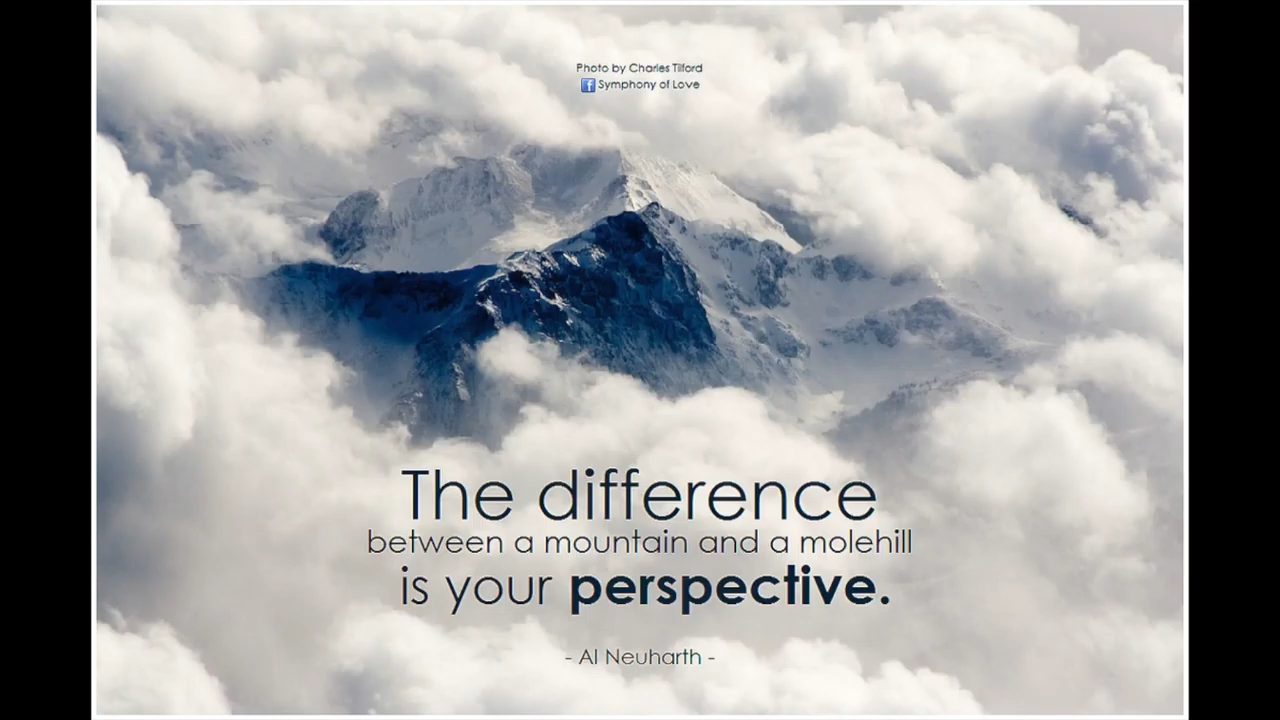 Photo by Charles Tilford
Symphony of Love
The difference
between a mountain and a molehill
is your perspective.
- Al Neuharth -